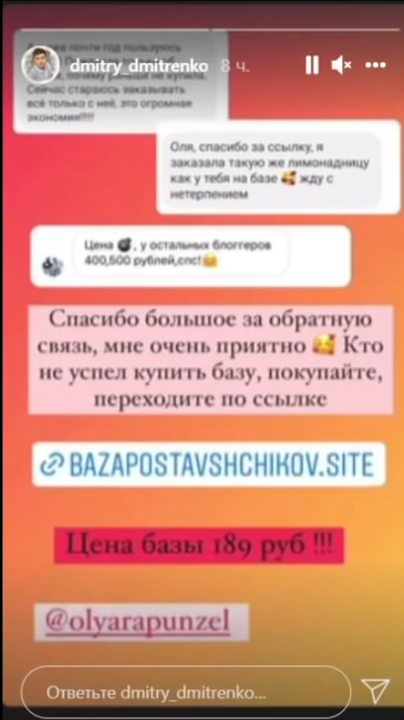 dmitry_dmitrenko 8 ч.
почти год пользуюсь
почему раньше не купила.
Сейчас стараюсь заказывать
всё только с неё, это огромная
экономия!!!!
Оля, спасибо за ссылку, я
заказала такую же лимонадницу
как у тебя на базе 🥰 жду с
нетерпением
Цена 💣, у остальных блоггеров
400,500 рублей,спс!😊
Спасибо большое за обратную
связь, мне очень приятно 🥰 Кто
не успел купить базу, покупайте,
переходите по ссылке
BAZAPOSTAVSHCHIKOV.SITE
Цена базы 189 руб !!!
@olyarapunzel
Ответьте dmitry_dmitrenko...